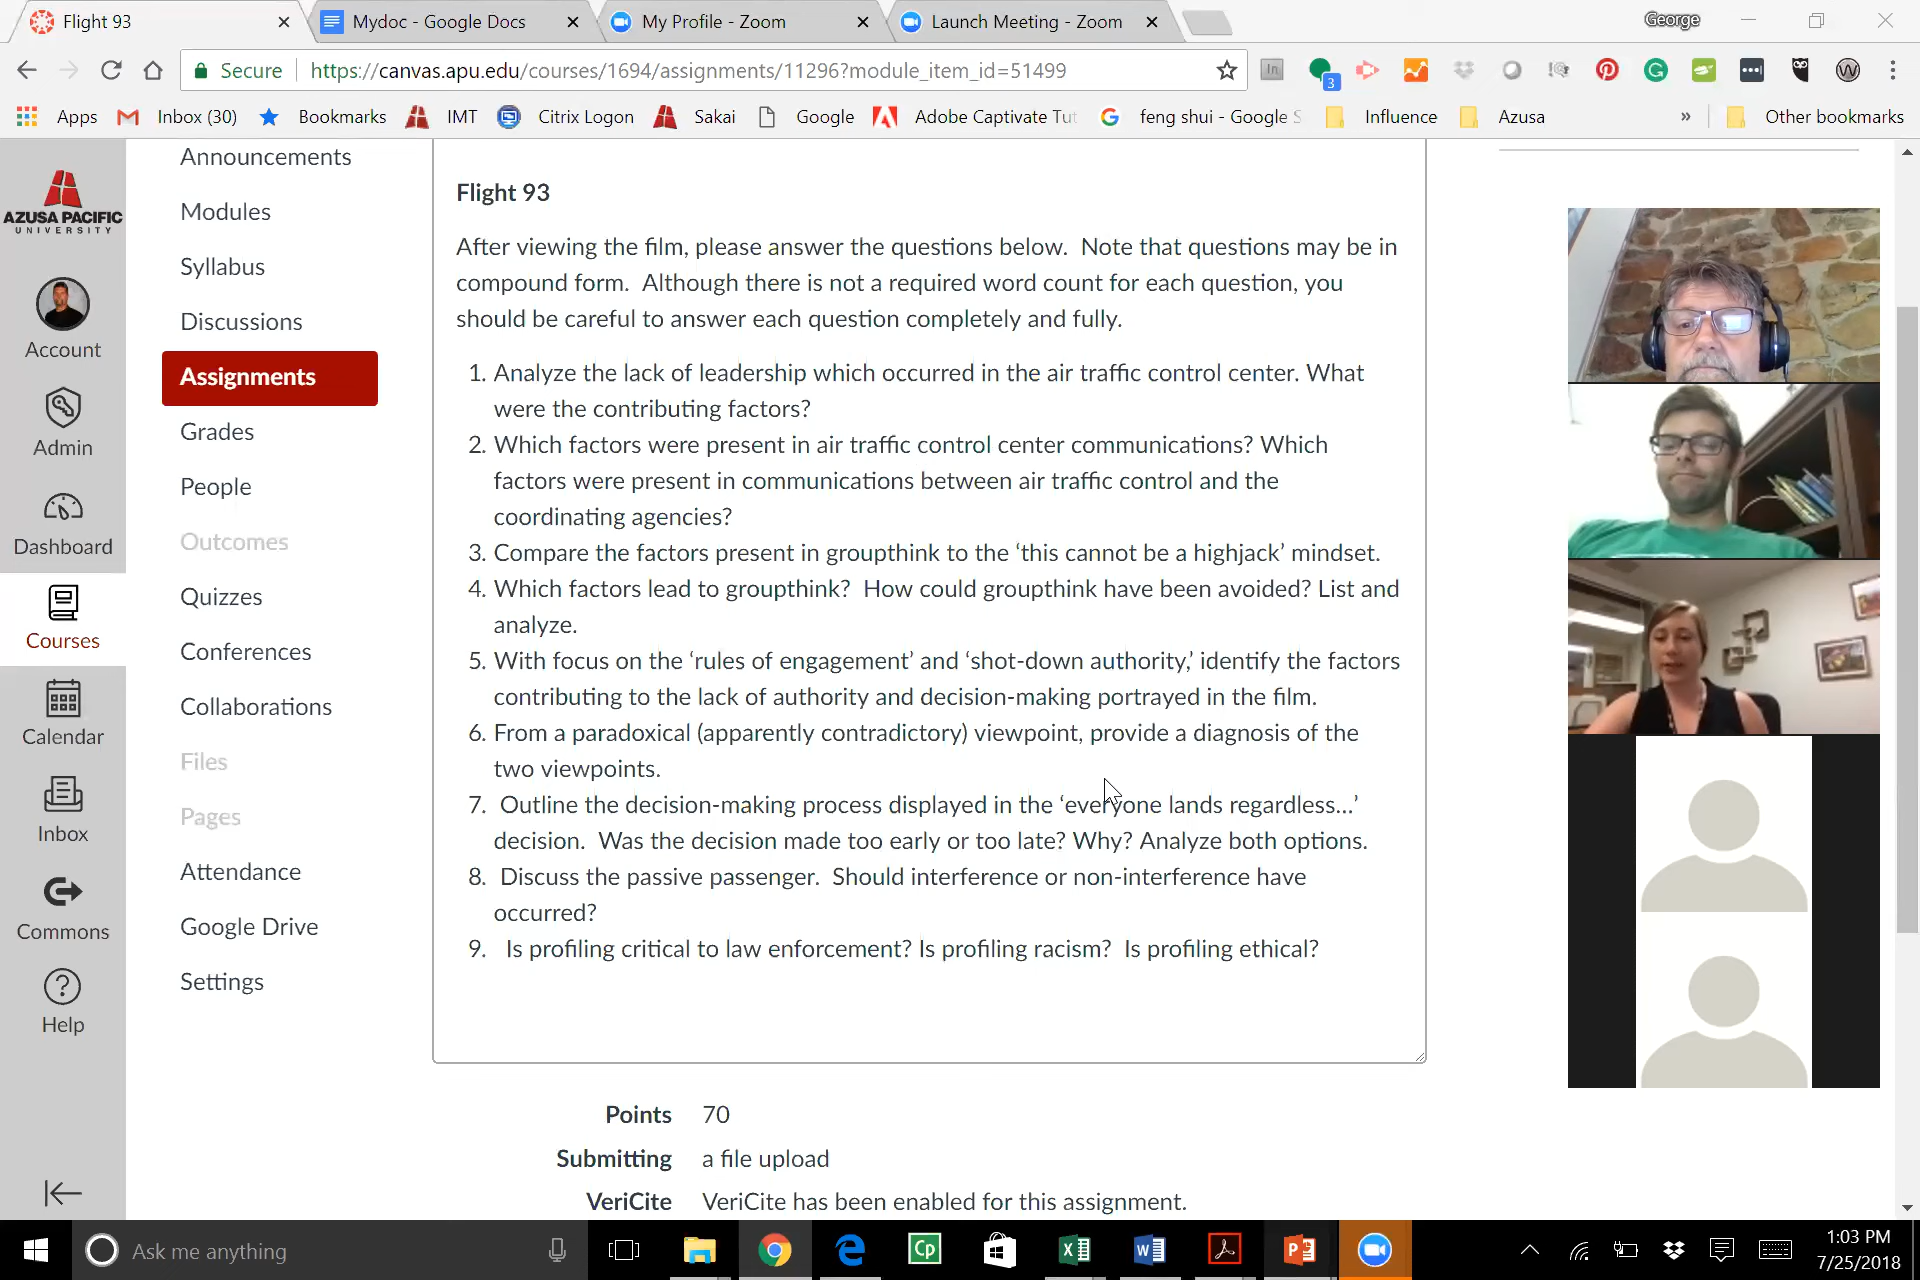 Flight 93
Mydoc - Google Docs
My Profile - Zoom
Launch Meeting - Zoom
George
Secure
https://canvas.apu.edu/courses/1694/assignments/11296?module_item_id=51499
In
3
Apps
Inbox (30)
Bookmarks
IMT
Citrix Logon
Sakai
Google
Adobe Captivate Tut
feng shui - Google S
Influence
Azusa
»
Other bookmarks
AZUSA PACIFIC
UNIVERSITY
Account
Admin
Dashboard
Courses
Calendar
Inbox
Commons
Help
Announcements
Modules
Syllabus
Discussions
Assignments
Grades
People
Outcomes
Quizzes
Conferences
Collaborations
Files
Pages
Attendance
Google Drive
Settings
Flight 93
After viewing the film, please answer the questions below.  Note that questions may be in
compound form.  Although there is not a required word count for each question, you
should be careful to answer each question completely and fully.
1. Analyze the lack of leadership which occurred in the air traffic control center. What
were the contributing factors?
2. Which factors were present in air traffic control center communications? Which
factors were present in communications between air traffic control and the
coordinating agencies?
3. Compare the factors present in groupthink to the ‘this cannot be a highjack’ mindset.
4. Which factors lead to groupthink?  How could groupthink have been avoided? List and
analyze.
5. With focus on the ‘rules of engagement’ and ‘shot-down authority,’ identify the factors
contributing to the lack of authority and decision-making portrayed in the film.
6. From a paradoxical (apparently contradictory) viewpoint, provide a diagnosis of the
two viewpoints.
7.  Outline the decision-making process displayed in the ‘everyone lands regardless...’
decision.  Was the decision made too early or too late? Why? Analyze both options.
8.  Discuss the passive passenger.  Should interference or non-interference have
occurred?
9.   Is profiling critical to law enforcement? Is profiling racism?  Is profiling ethical?
Points 70
Submitting a file upload
VeriCite VeriCite has been enabled for this assignment.
Ask me anything
Cp
1:03 PM
7/25/2018